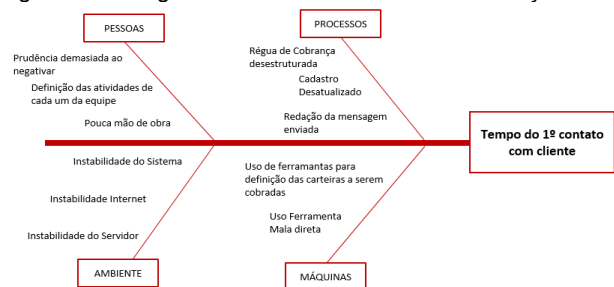 PESSOAS
PROCESSOS
Prudência demasiada ao
negativar
Definição das atividades de
cada um da equipe
Pouca mão de obra
Régua de Cobrança
desestruturada
Cadastro
Desatualizado
Redação da mensagem
enviada
Tempo do 1º contato
com cliente
Instabilidade do Sistema
Instabilidade Internet
Instabilidade do Servidor
Uso de ferramantas para
definição das carteiras a serem
cobradas
Uso Ferramenta
Mala direta
AMBIENTE
MÁQUINAS